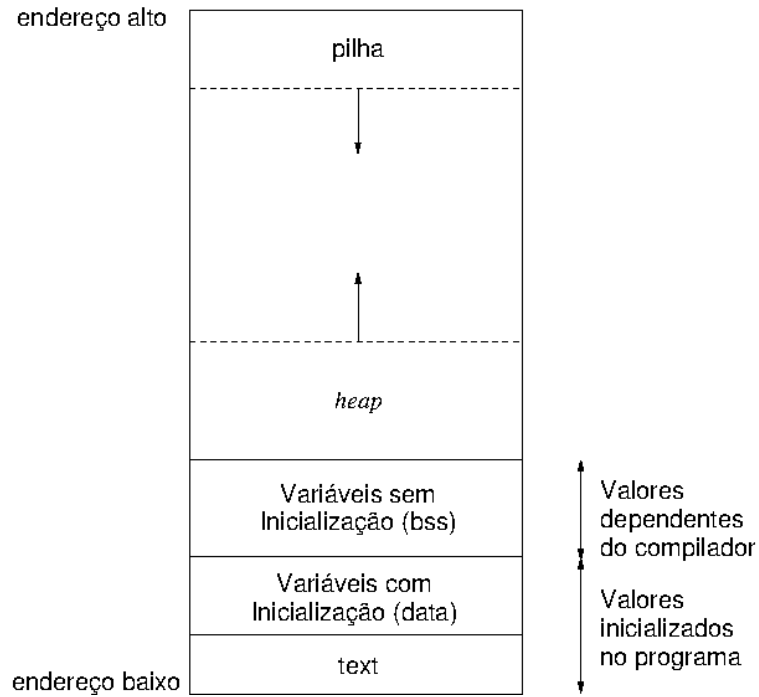 endereço alto
pilha
heap
Variáveis sem
Inicialização (bss)
Valores
dependentes
do compilador
Variáveis com
Inicialização (data)
Valores
inicializados
no programa
text
endereço baixo